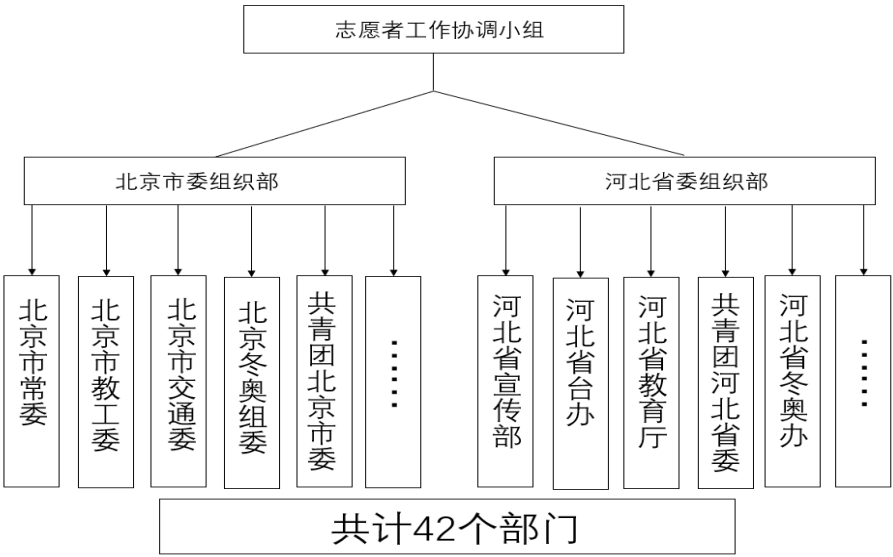 志愿者工作协调小组
北京市委组织部
河北省委组织部
北京市常委
北京市教工委
北京市交通委
北京冬奥组委
共青团北京市委
……
河北省宣传部
河北省台办
河北省教育厅
共青团河北省委
河北省冬奥办
……
共计42个部门